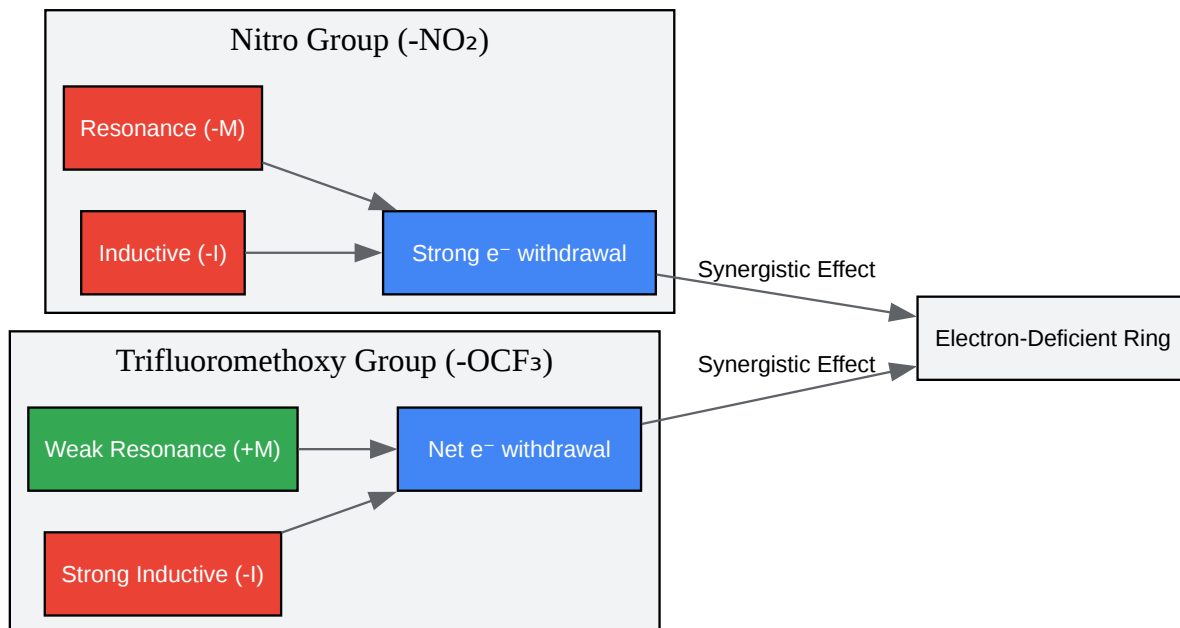 Nitro Group (-NO₂)
Resonance (-M)
Inductive (-I)
Strong e⁻ withdrawal
Synergistic Effect
Trifluoromethoxy Group (-OCF₃)
Weak Resonance (+M)
Strong Inductive (-I)
Net e⁻ withdrawal
Synergistic Effect
Electron-Deficient Ring